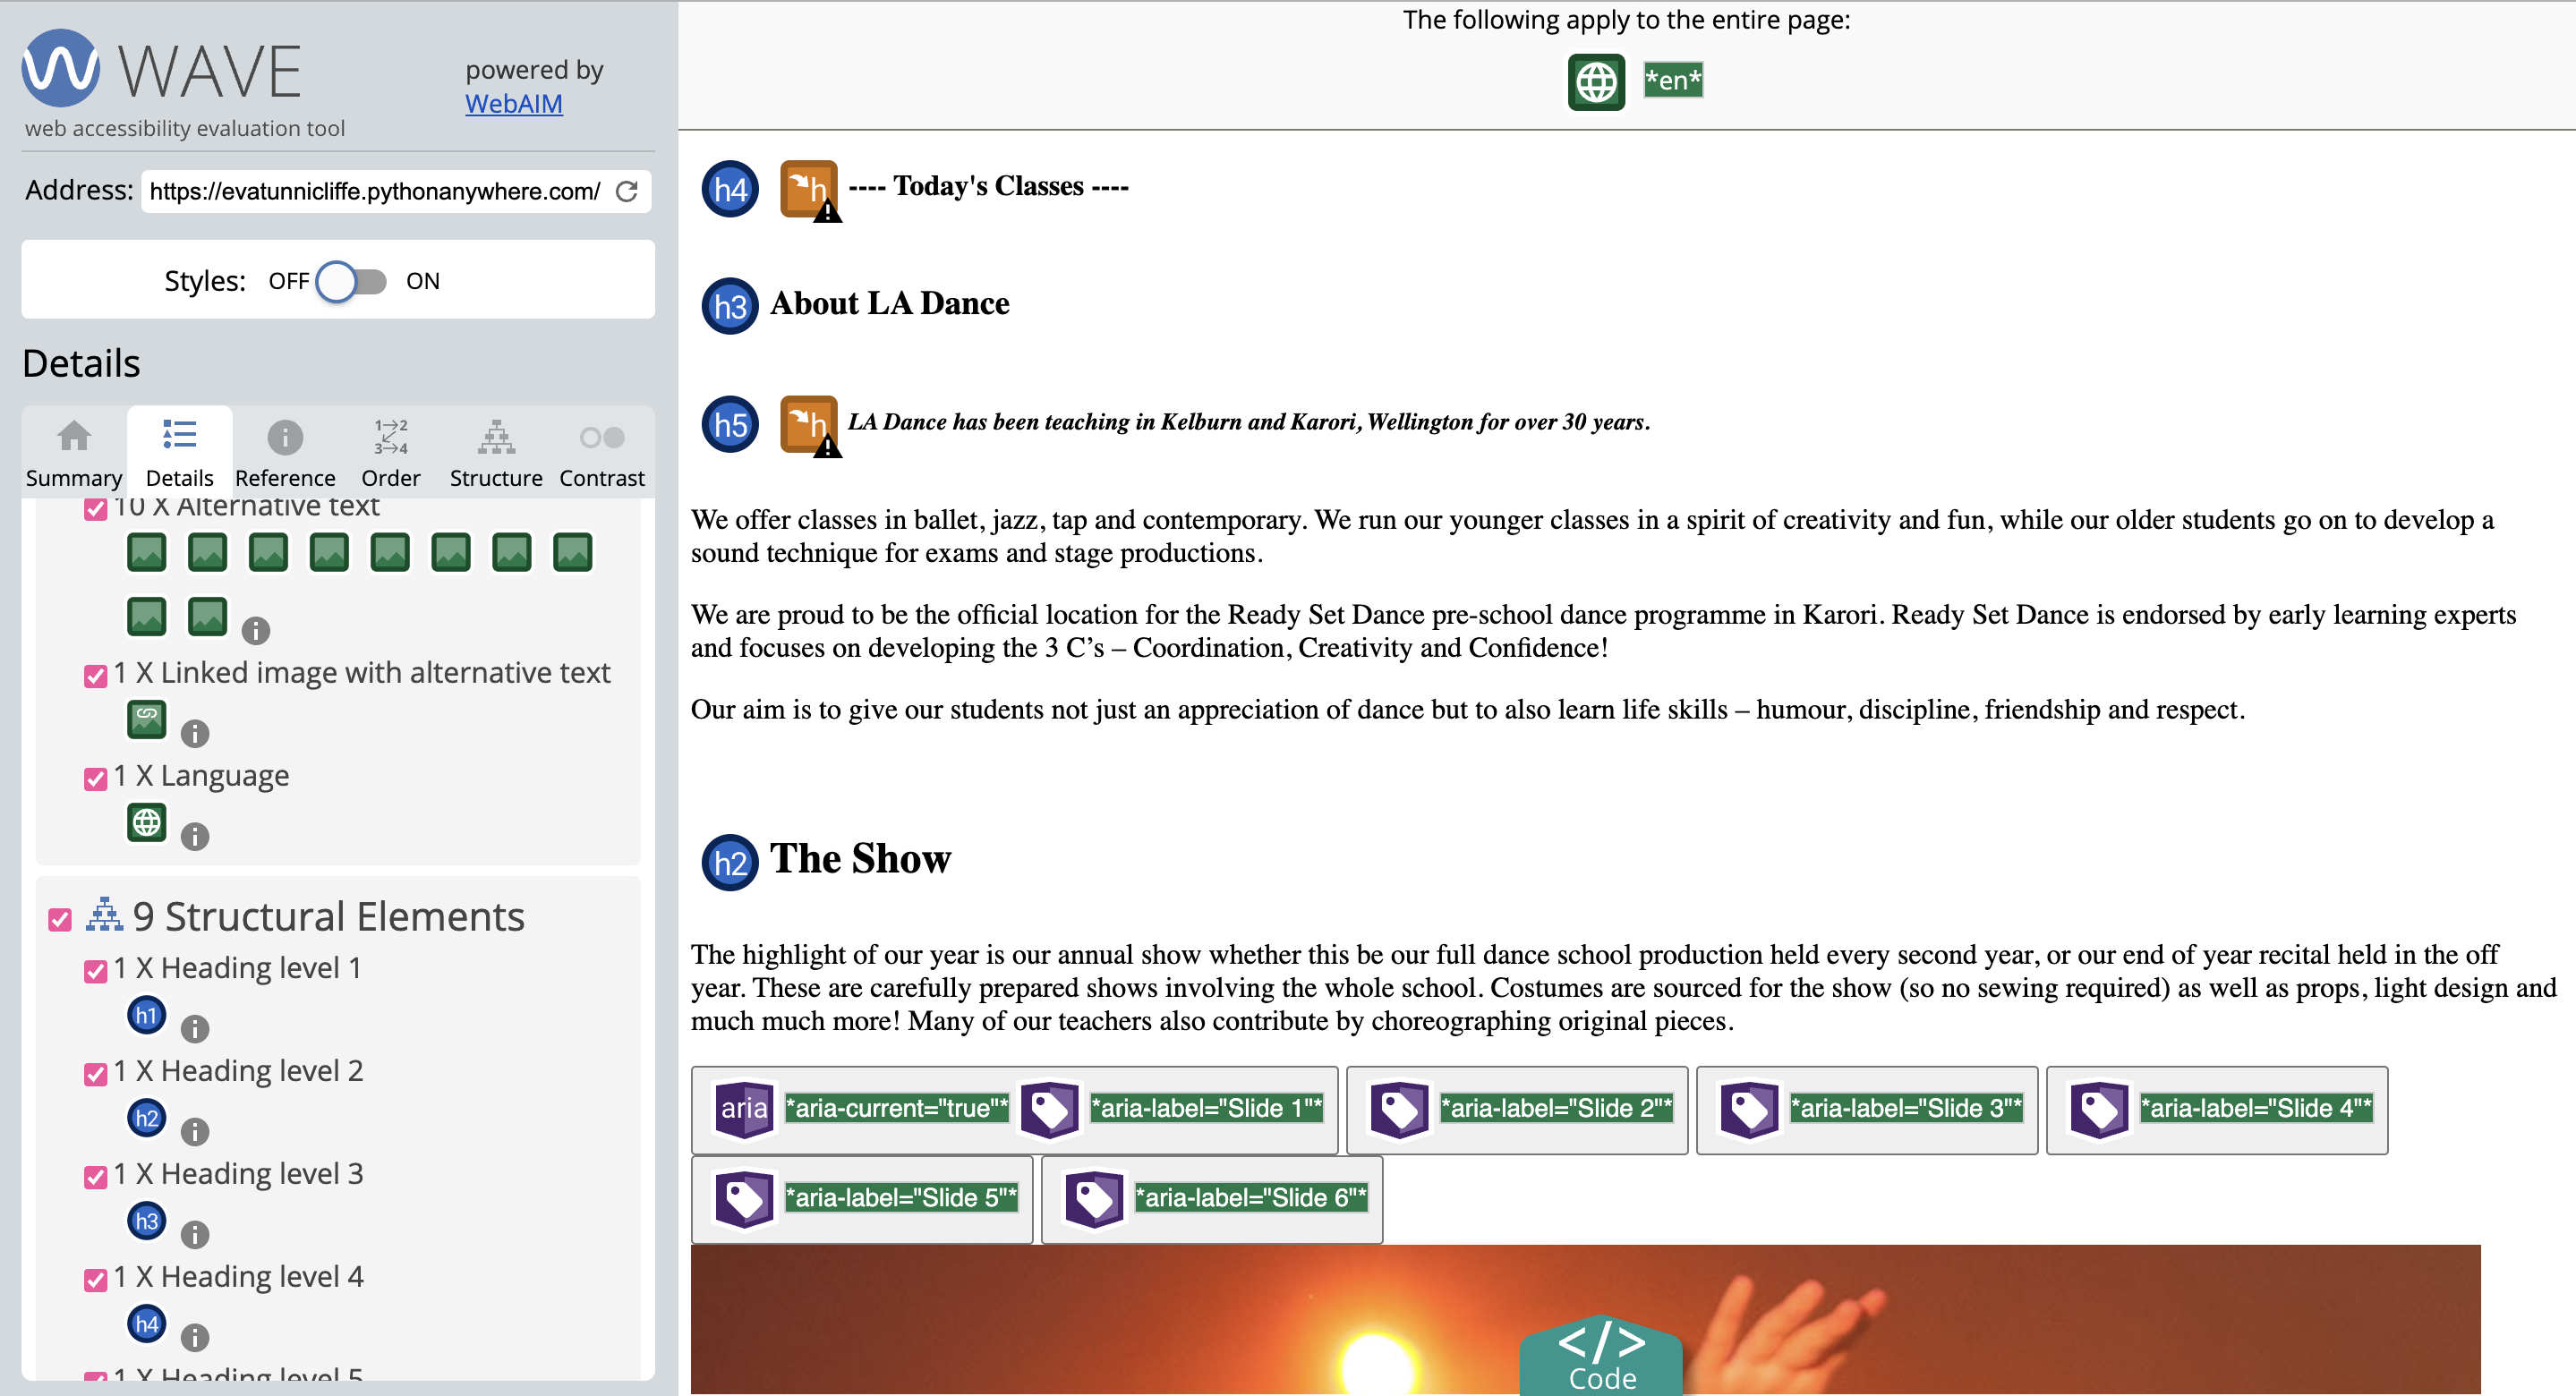 WAVE
web accessibility evaluation tool
powered by
WebAIM
Address: https://evatunnicliffe.pythonanywhere.com/
Styles: OFF ON
Details
1→2
3→4
Summary Details Reference Order Structure Contrast
10 X Alternative text
1 X Linked image with alternative text
1 X Language
9 Structural Elements
1 X Heading level 1
h1
1 X Heading level 2
h2
1 X Heading level 3
h3
1 X Heading level 4
h4
1 X Heading level 5
The following apply to the entire page:
*en*
h4 h ---- Today's Classes ----
h3 About LA Dance
h5 h LA Dance has been teaching in Kelburn and Karori, Wellington for over 30 years.
We offer classes in ballet, jazz, tap and contemporary. We run our younger classes in a spirit of creativity and fun, while our older students go on to develop a
sound technique for exams and stage productions.
We are proud to be the official location for the Ready Set Dance pre-school dance programme in Karori. Ready Set Dance is endorsed by early learning experts
and focuses on developing the 3 C’s – Coordination, Creativity and Confidence!
Our aim is to give our students not just an appreciation of dance but to also learn life skills – humour, discipline, friendship and respect.
h2 The Show
The highlight of our year is our annual show whether this be our full dance school production held every second year, or our end of year recital held in the off
year. These are carefully prepared shows involving the whole school. Costumes are sourced for the show (so no sewing required) as well as props, light design and
much much more! Many of our teachers also contribute by choreographing original pieces.
aria *aria-current="true"* *aria-label="Slide 1"* *aria-label="Slide 2"* *aria-label="Slide 3"* *aria-label="Slide 4"*
*aria-label="Slide 5"* *aria-label="Slide 6"*
</>
Code